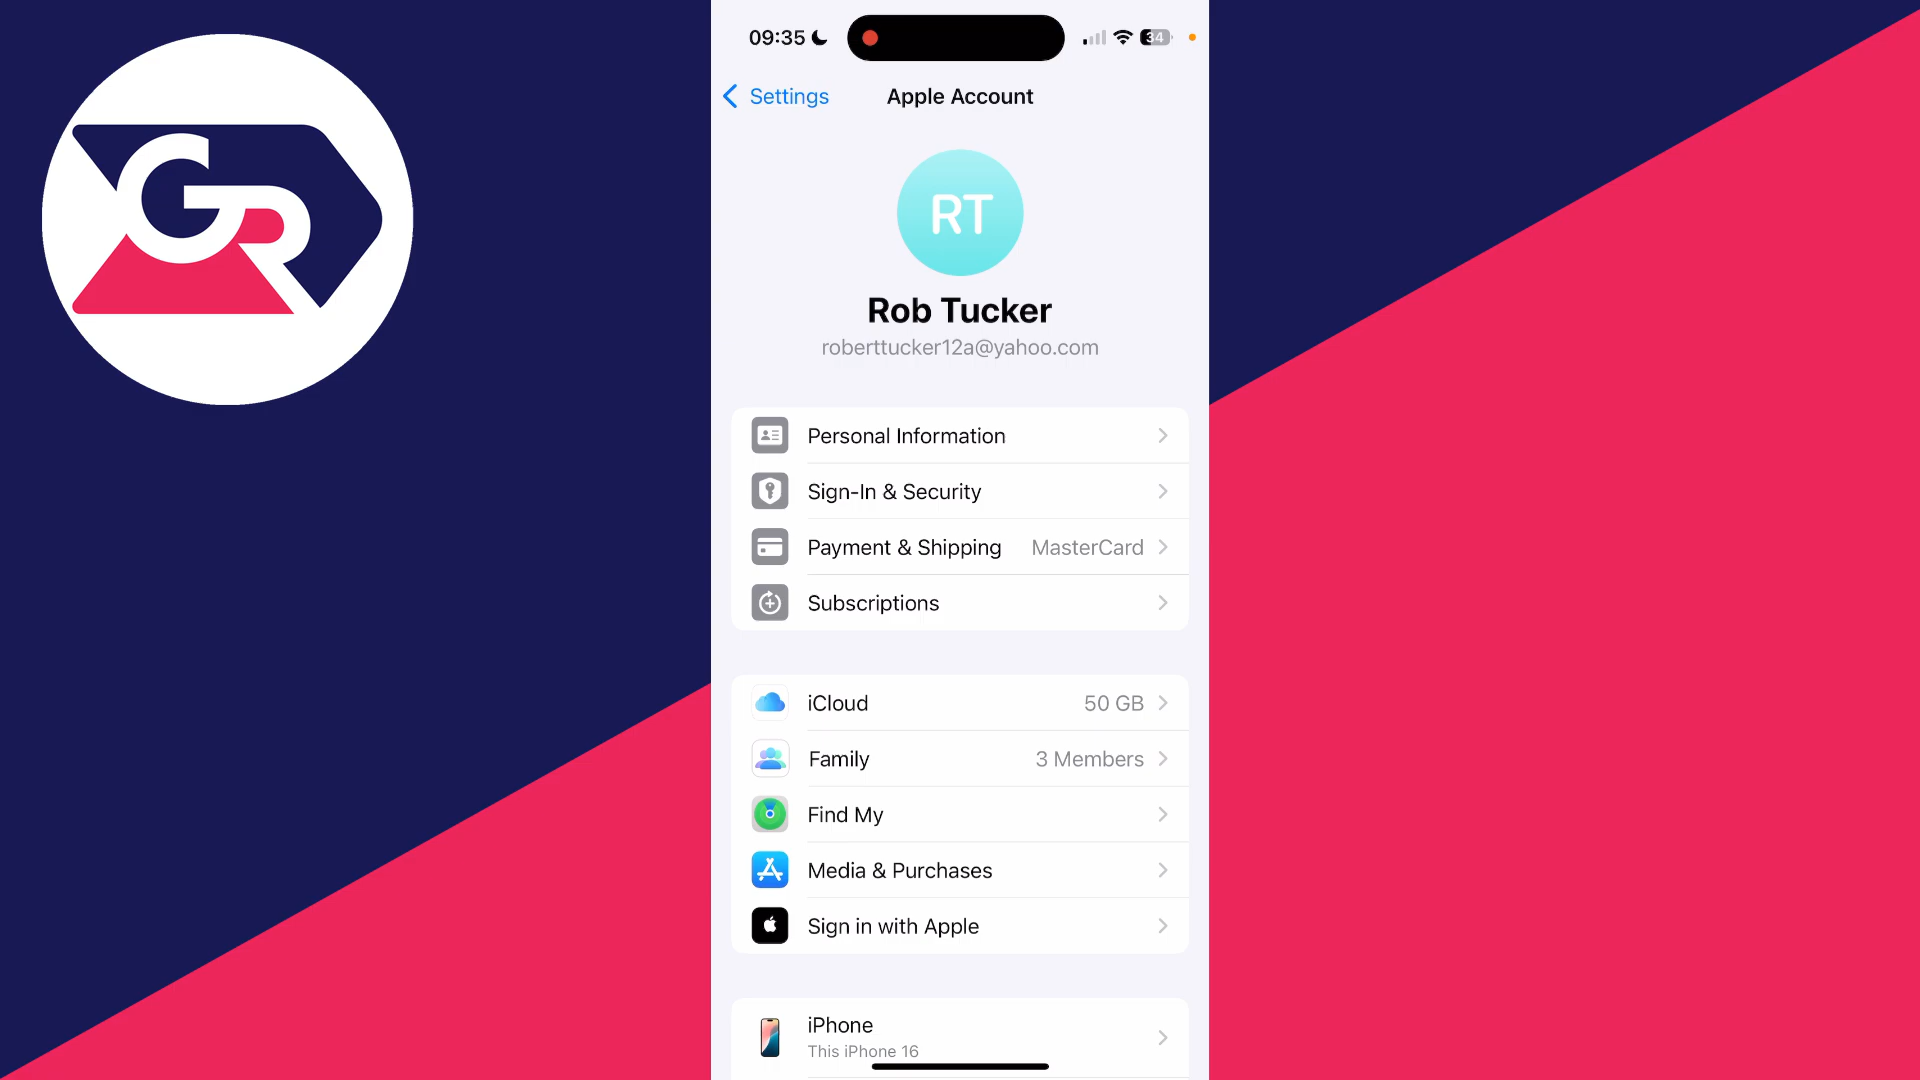 GR
09:35
34
Settings
Apple Account
RT
Rob Tucker
roberttucker12a@yahoo.com
Personal Information
Sign-In & Security
Payment & Shipping MasterCard
Subscriptions
iCloud 50 GB
Family 3 Members
Find My
Media & Purchases
Sign in with Apple
iPhone
This iPhone 16